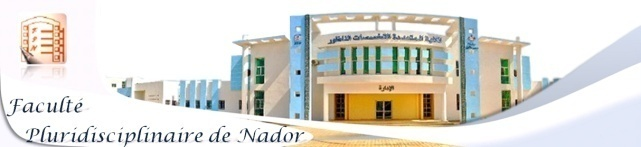 الكلية المتعددة التخصصات الناظور
الإدارة
Faculté
Pluridisciplinaire de Nador